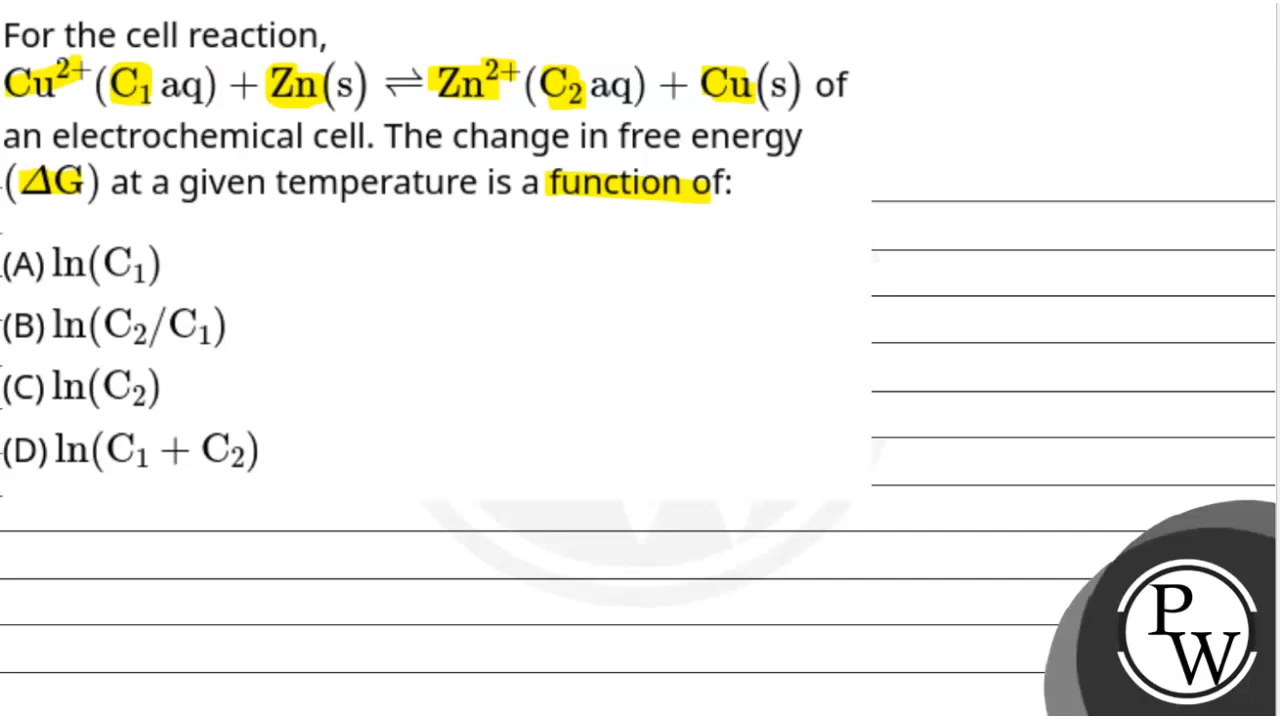 For the cell reaction,
Cu²⁺(C₁ aq) + Zn(s) ⇌ Zn²⁺(C₂ aq) + Cu(s) of
an electrochemical cell. The change in free energy
(ΔG) at a given temperature is a function of:
(A) ln(C₁)
(B) ln(C₂/C₁)
(C) ln(C₂)
(D) ln(C₁ + C₂)
P
W